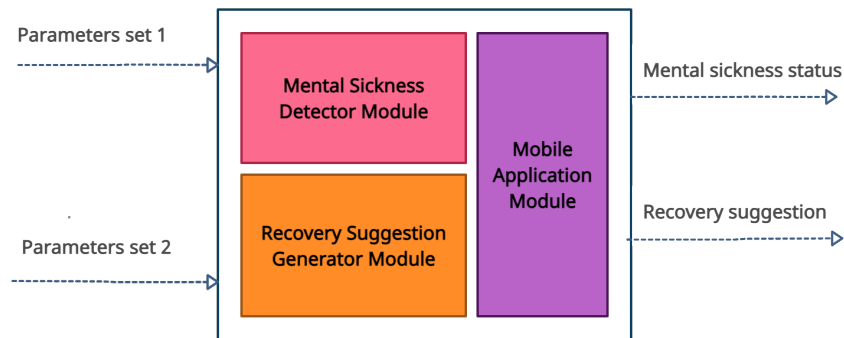 Parameters set 1
Mental Sickness
Detector Module
Mental sickness status
Mobile
Application
Module
Recovery suggestion
Parameters set 2
Recovery Suggestion
Generator Module